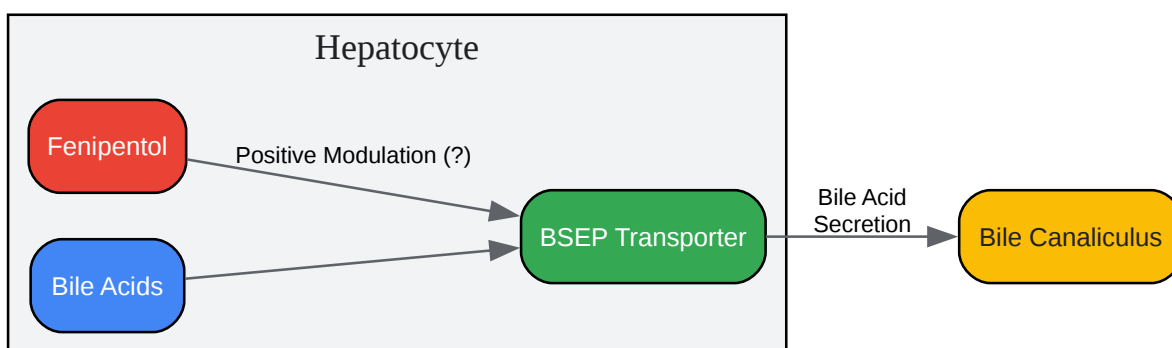 Hepatocyte
Fenipentol
Positive Modulation (?)
Bile Acids
BSEP Transporter
Bile Acid
Secretion
Bile Canaliculus